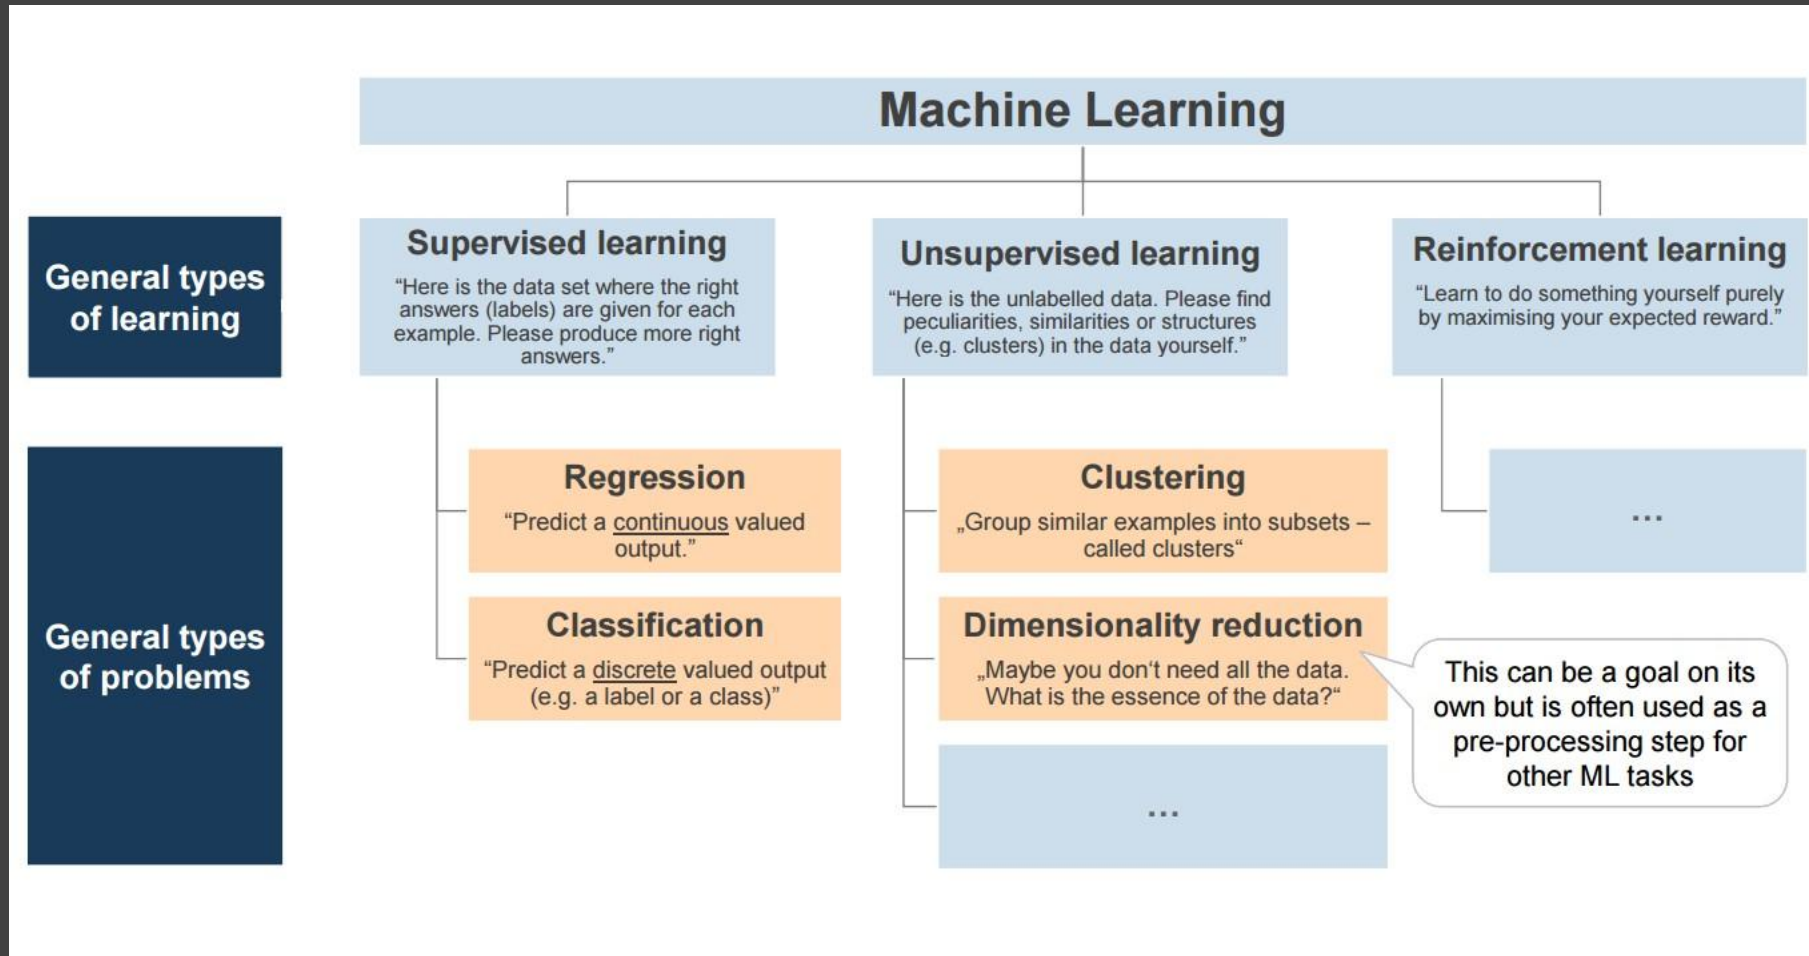 Machine Learning
General types
of learning
Supervised learning
“Here is the data set where the right
answers (labels) are given for each
example. Please produce more right
answers.”
Unsupervised learning
“Here is the unlabelled data. Please find
peculiarities, similarities or structures
(e.g. clusters) in the data yourself.”
Reinforcement learning
“Learn to do something yourself purely
by maximising your expected reward.”
General types
of problems
Regression
“Predict a continuous valued
output.”
Classification
“Predict a discrete valued output
(e.g. a label or a class)”
Clustering
„Group similar examples into subsets –
called clusters“
Dimensionality reduction
„Maybe you don‘t need all the data.
What is the essence of the data?“
...
...
This can be a goal on its
own but is often used as a
pre-processing step for
other ML tasks